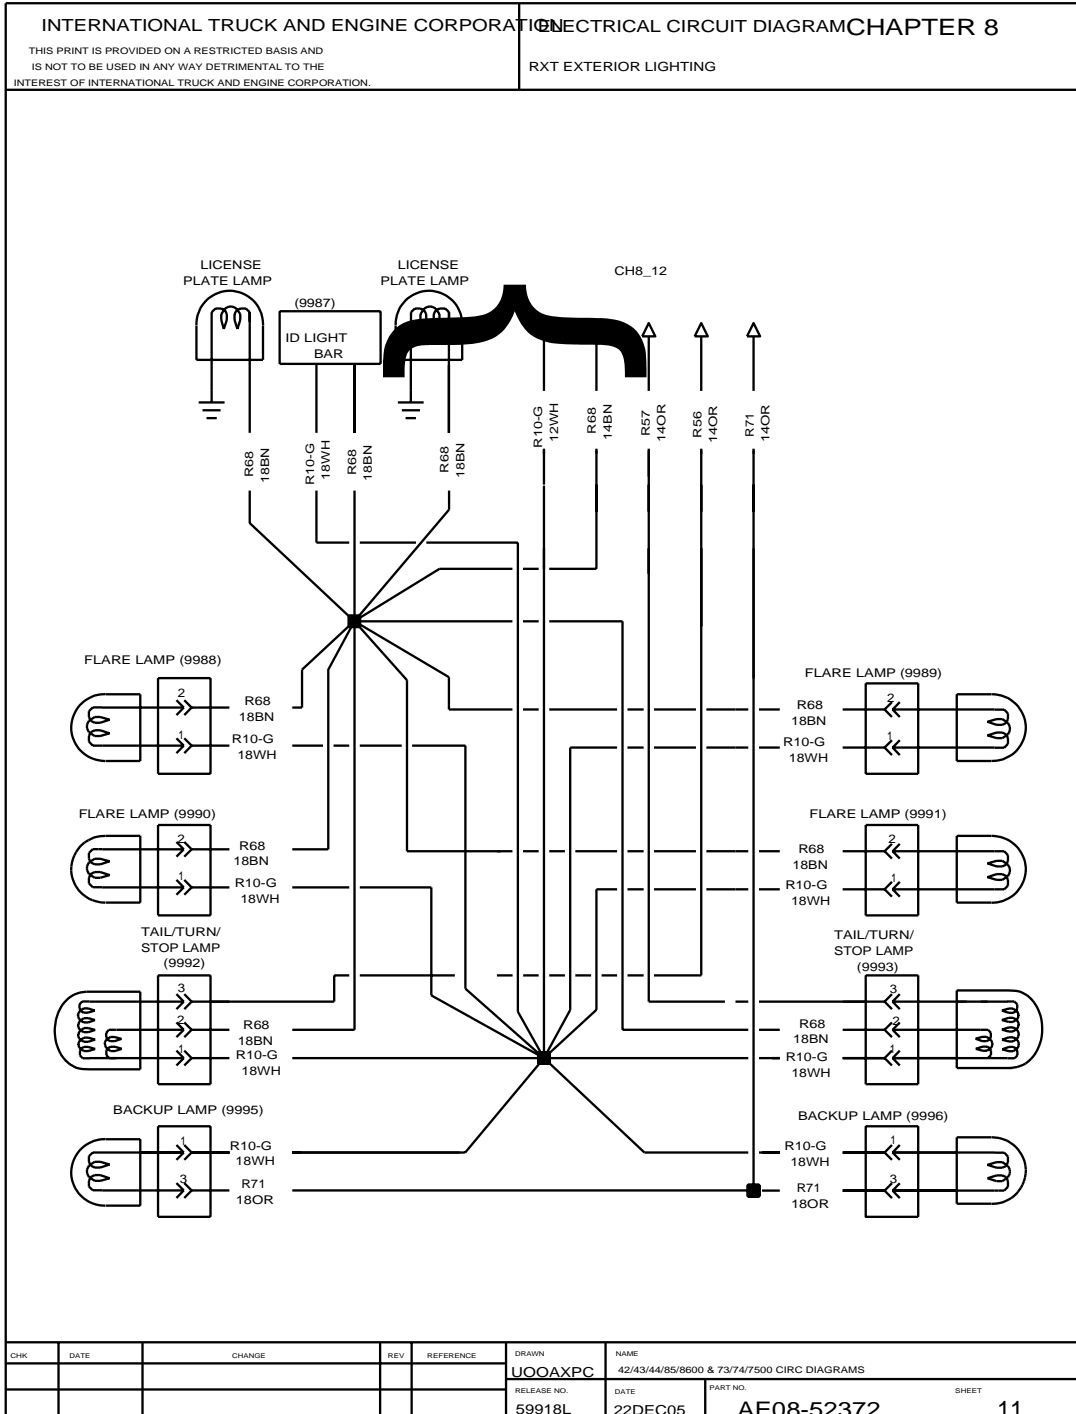 INTERNATIONAL TRUCK AND ENGINE CORPORATION
THIS PRINT IS PROVIDED ON A RESTRICTED BASIS AND
IS NOT TO BE USED IN ANY WAY DETRIMENTAL TO THE
INTEREST OF INTERNATIONAL TRUCK AND ENGINE CORPORATION.
ELECTRICAL CIRCUIT DIAGRAM
CHAPTER 8
RXT EXTERIOR LIGHTING
LICENSE
PLATE LAMP
(9987)
ID LIGHT
BAR
LICENSE
PLATE LAMP
CH8_12
R68
18BN
R10-G
18WH
R68
18BN
R68
18BN
R10-G
12WH
R68
14BN
R57
14OR
R56
14OR
R71
14OR
FLARE LAMP (9988)
2
R68
18BN
1
R10-G
18WH
FLARE LAMP (9989)
R68
18BN
2
R10-G
18WH
1
FLARE LAMP (9990)
2
R68
18BN
1
R10-G
18WH
FLARE LAMP (9991)
R68
18BN
2
R10-G
18WH
1
TAIL/TURN/
STOP LAMP
(9992)
3
2
R68
18BN
1
R10-G
18WH
TAIL/TURN/
STOP LAMP
(9993)
3
R68
18BN
2
R10-G
18WH
1
BACKUP LAMP (9995)
1
R10-G
18WH
3
R71
18OR
BACKUP LAMP (9996)
R10-G
18WH
1
R71
18OR
3
CHK
DATE
CHANGE
REV
REFERENCE
DRAWN
UOOAXPC
NAME
42/43/44/85/8600 & 73/74/7500 CIRC DIAGRAMS
RELEASE NO.
59918L
DATE
22DEC05
PART NO.
AE08-52372
SHEET
11